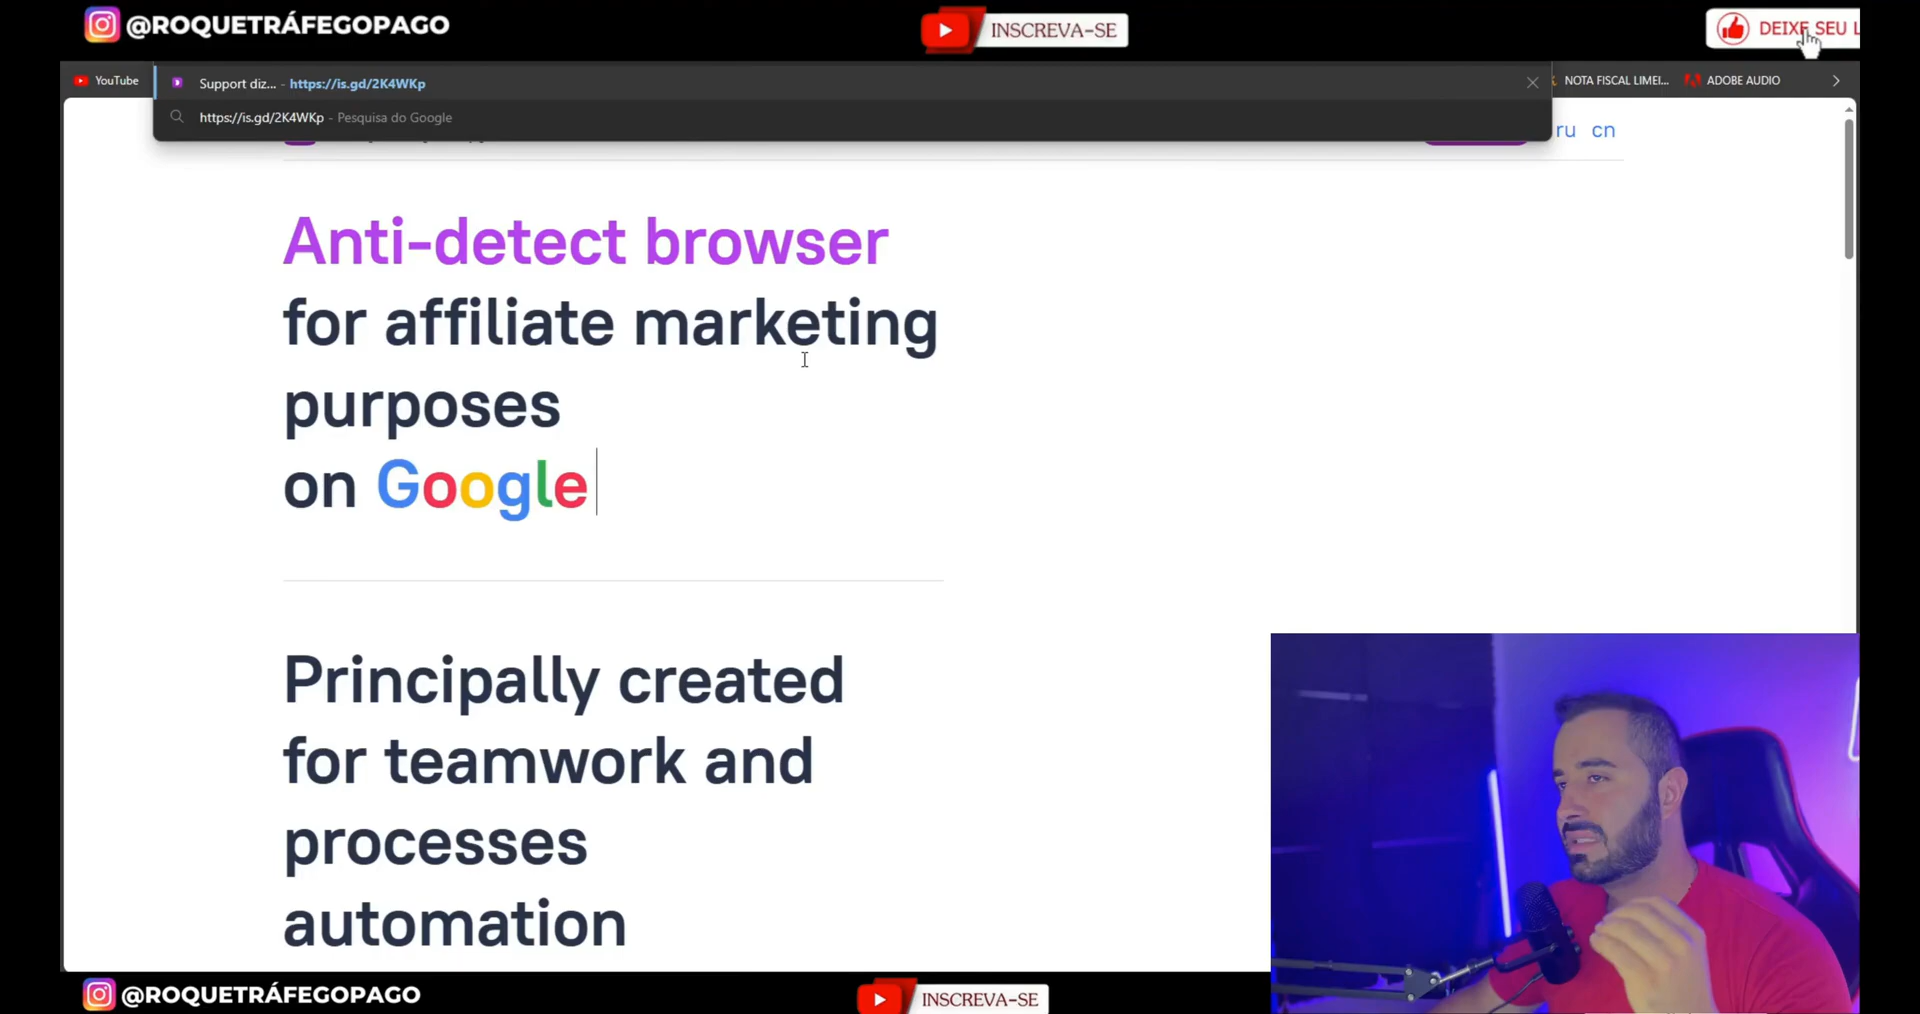 @ROQUETRÁFEGOPAGO
INSCREVA-SE
DEIXE SEU L
YouTube
Support diz... - https://is.gd/2K4WKp
NOTA FISCAL LIMEI...
ADOBE AUDIO
https://is.gd/2K4WKp - Pesquisa do Google
ru cn
Anti-detect browser
for affiliate marketing
purposes
on Google
Principally created
for teamwork and
processes
automation
@ROQUETRÁFEGOPAGO
INSCREVA-SE